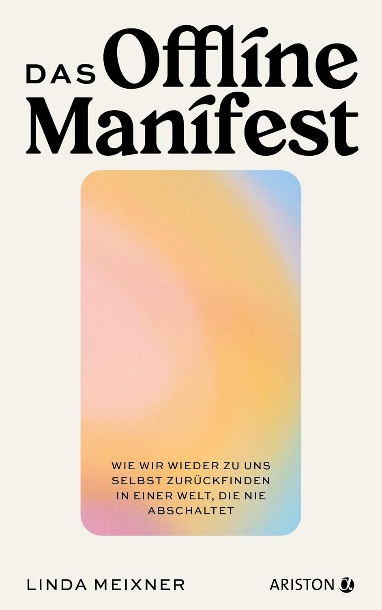 DAS Offline
Manifest
WIE WIR WIEDER ZU UNS
SELBST ZURÜCKFINDEN
IN EINER WELT, DIE NIE
ABSCHALTET
LINDA MEIXNER ARISTON